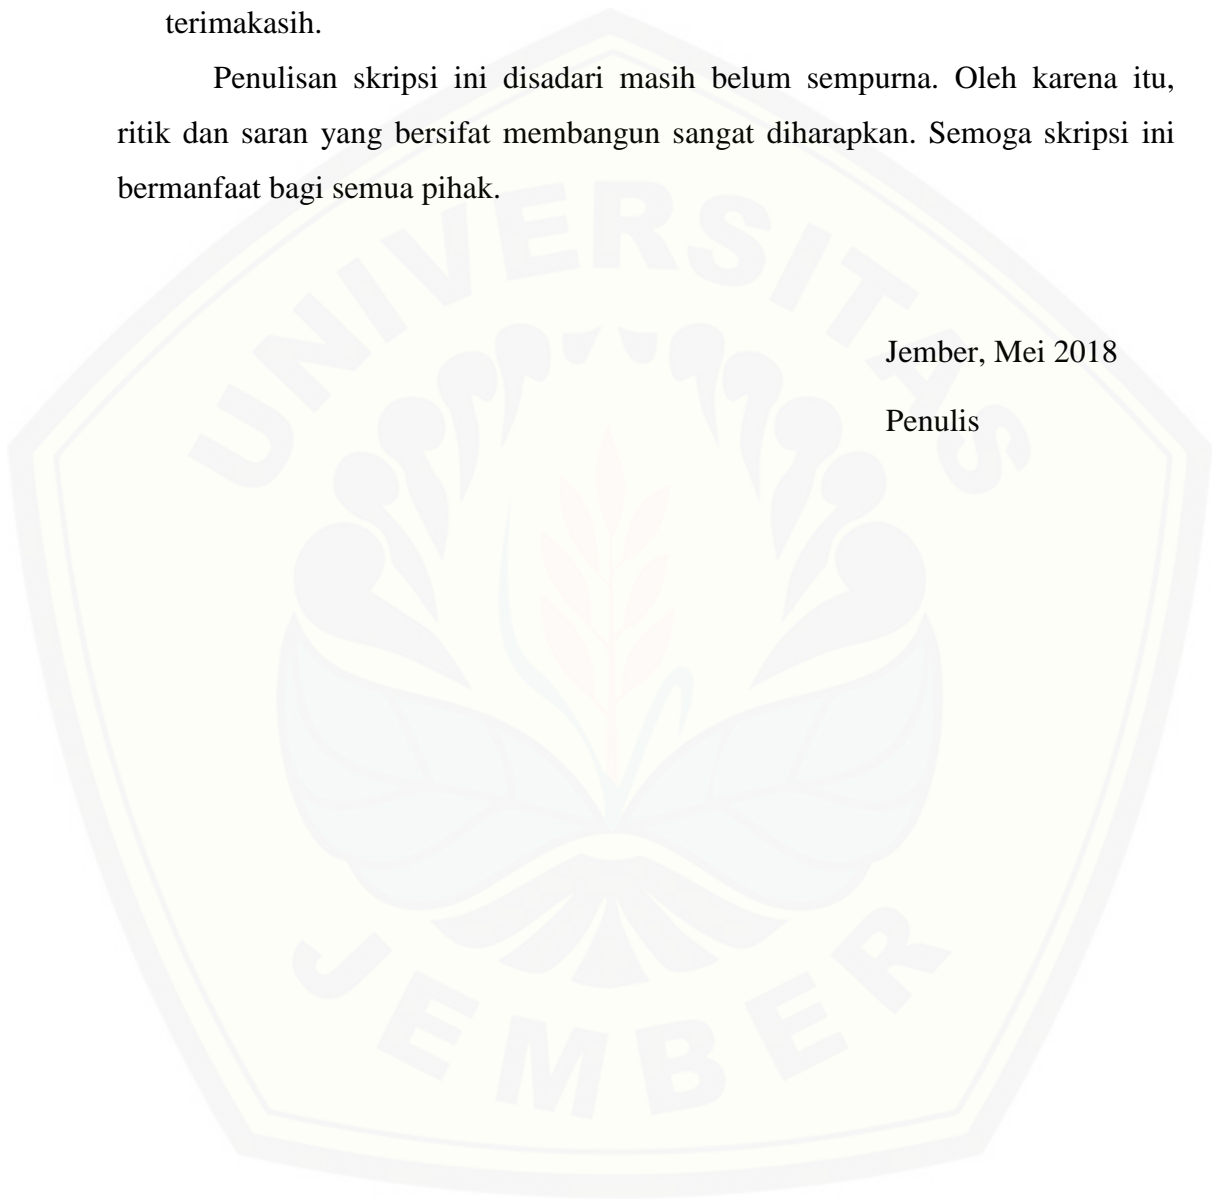 terimakasih.
Penulisan skripsi ini disadari masih belum sempurna. Oleh karena itu,
ritik dan saran yang bersifat membangun sangat diharapkan. Semoga skripsi ini
bermanfaat bagi semua pihak.
UNIVERSITAS
Jember, Mei 2018
Penulis
JEMBER